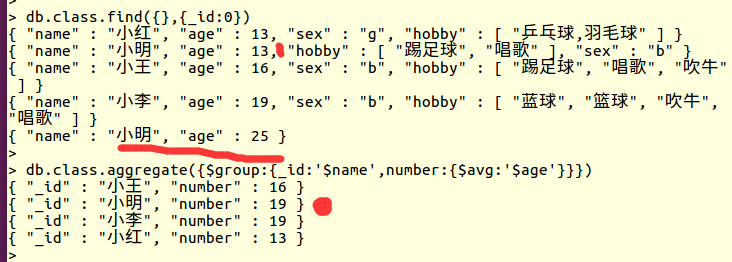 > db.class.find({},{_id:0})
{ "name" : "小红", "age" : 13, "sex" : "g", "hobby" : [ "乒乓球,羽毛球" ] }
{ "name" : "小明", "age" : 13, "hobby" : [ "踢足球", "唱歌" ], "sex" : "b" }
{ "name" : "小王", "age" : 16, "sex" : "b", "hobby" : [ "踢足球", "唱歌", "吹牛"
] }
{ "name" : "小李", "age" : 19, "sex" : "b", "hobby" : [ "蓝球", "篮球", "吹牛",
"唱歌" ] }
{ "name" : "小明", "age" : 25 }
>
> db.class.aggregate({$group:{_id:'$name',number:{$avg:'$age'}}})
{ "_id" : "小王", "number" : 16 }
{ "_id" : "小明", "number" : 19 }
{ "_id" : "小李", "number" : 19 }
{ "_id" : "小红", "number" : 13 }
>